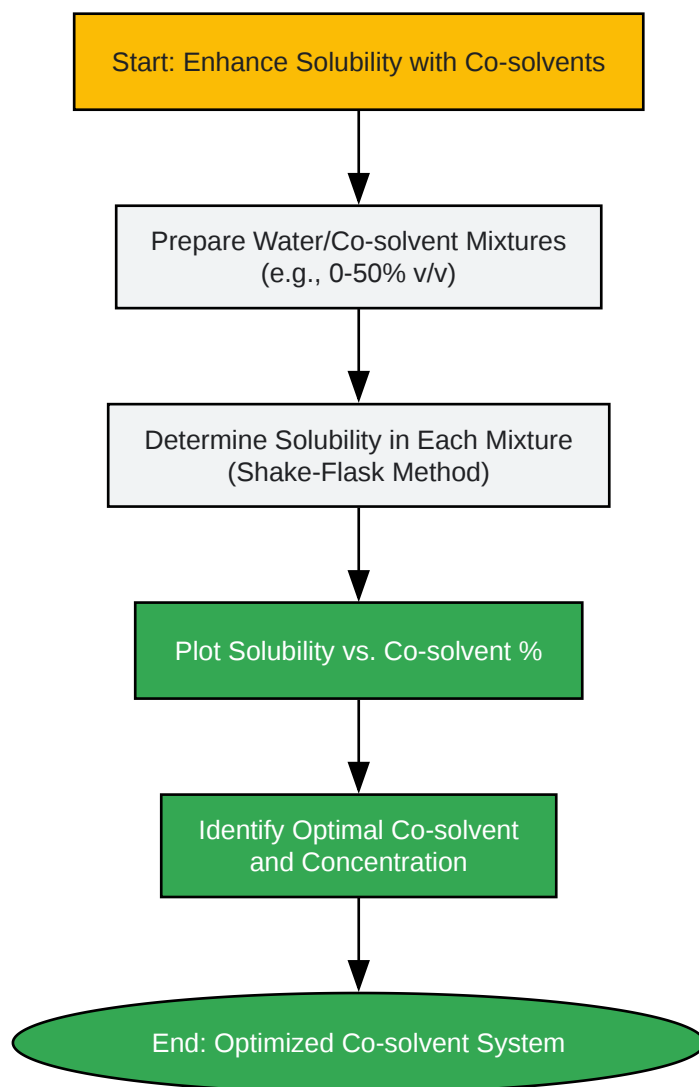 Start: Enhance Solubility with Co-solvents
Prepare Water/Co-solvent Mixtures
(e.g., 0-50% v/v)
Determine Solubility in Each Mixture
(Shake-Flask Method)
Plot Solubility vs. Co-solvent %
Identify Optimal Co-solvent
and Concentration
End: Optimized Co-solvent System